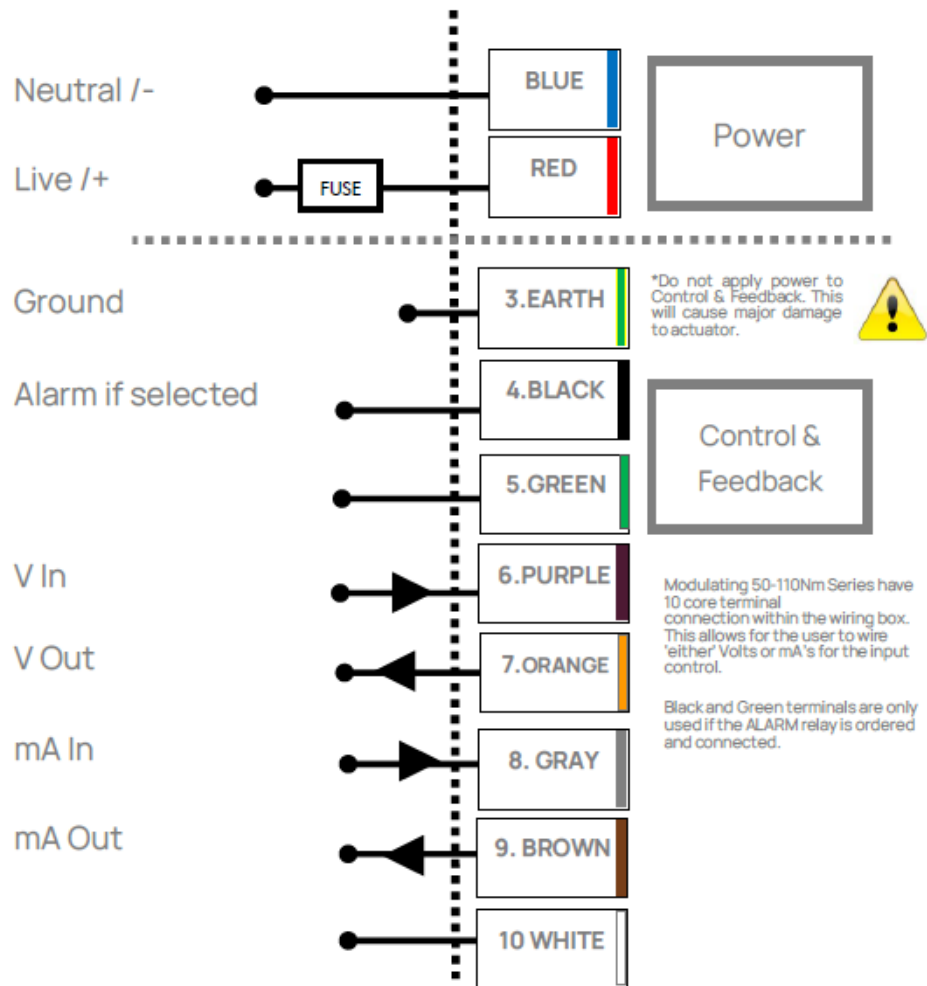 Neutral /-
BLUE
Power
Live /+
FUSE
RED
Ground
3.EARTH
*Do not apply power to
Control & Feedback. This
will cause major damage
to actuator.
!
Alarm if selected
4.BLACK
Control &
Feedback
5.GREEN
V In
6.PURPLE
Modulating 50-110Nm Series have
10 core terminal
connection within the wiring box.
This allows for the user to wire
'either' Volts or mA's for the input
control.
V Out
7.ORANGE
Black and Green terminals are only
used if the ALARM relay is ordered
and connected.
mA In
8. GRAY
mA Out
9. BROWN
10 WHITE